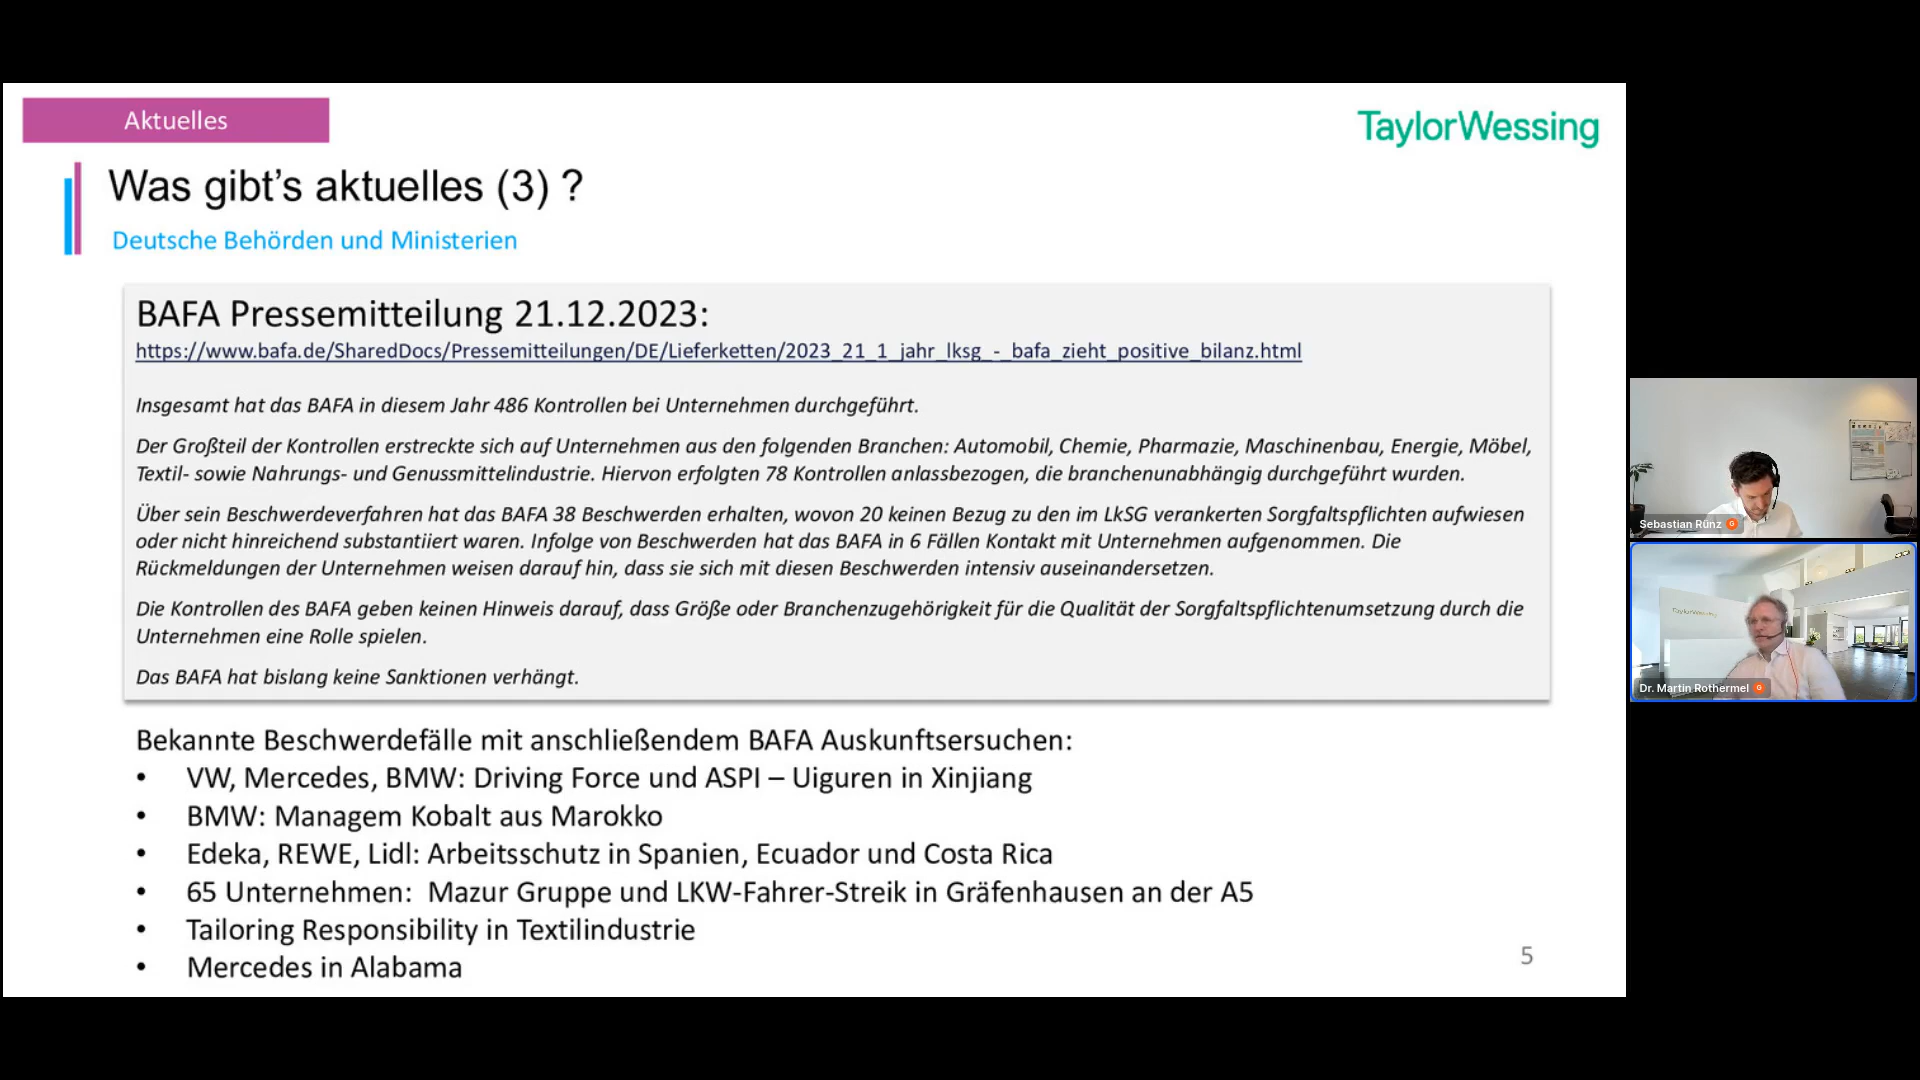 Aktuelles
TaylorWessing
Was gibt’s aktuelles (3) ?
Deutsche Behörden und Ministerien
BAFA Pressemitteilung 21.12.2023:
https://www.bafa.de/SharedDocs/Pressemitteilungen/DE/Lieferketten/2023_21_1_jahr_lksg_-_bafa_zieht_positive_bilanz.html
Insgesamt hat das BAFA in diesem Jahr 486 Kontrollen bei Unternehmen durchgeführt.
Der Großteil der Kontrollen erstreckte sich auf Unternehmen aus den folgenden Branchen: Automobil, Chemie, Pharmazie, Maschinenbau, Energie, Möbel,
Textil- sowie Nahrungs- und Genussmittelindustrie. Hiervon erfolgten 78 Kontrollen anlassbezogen, die branchenunabhängig durchgeführt wurden.
Über sein Beschwerdeverfahren hat das BAFA 38 Beschwerden erhalten, wovon 20 keinen Bezug zu den im LkSG verankerten Sorgfaltspflichten aufwiesen
oder nicht hinreichend substantiiert waren. Infolge von Beschwerden hat das BAFA in 6 Fällen Kontakt mit Unternehmen aufgenommen. Die
Rückmeldungen der Unternehmen weisen darauf hin, dass sie sich mit diesen Beschwerden intensiv auseinandersetzen.
Die Kontrollen des BAFA geben keinen Hinweis darauf, dass Größe oder Branchenzugehörigkeit für die Qualität der Sorgfaltspflichtenumsetzung durch die
Unternehmen eine Rolle spielen.
Das BAFA hat bislang keine Sanktionen verhängt.
Bekannte Beschwerdefälle mit anschließendem BAFA Auskunftsersuchen:
• VW, Mercedes, BMW: Driving Force und ASPI – Uiguren in Xinjiang
• BMW: Managem Kobalt aus Marokko
• Edeka, REWE, Lidl: Arbeitsschutz in Spanien, Ecuador und Costa Rica
• 65 Unternehmen: Mazur Gruppe und LKW-Fahrer-Streik in Gräfenhausen an der A5
• Tailoring Responsibility in Textilindustrie
• Mercedes in Alabama
5
Sebastian Rünz
TaylorWessing
Dr. Martin Rothermel